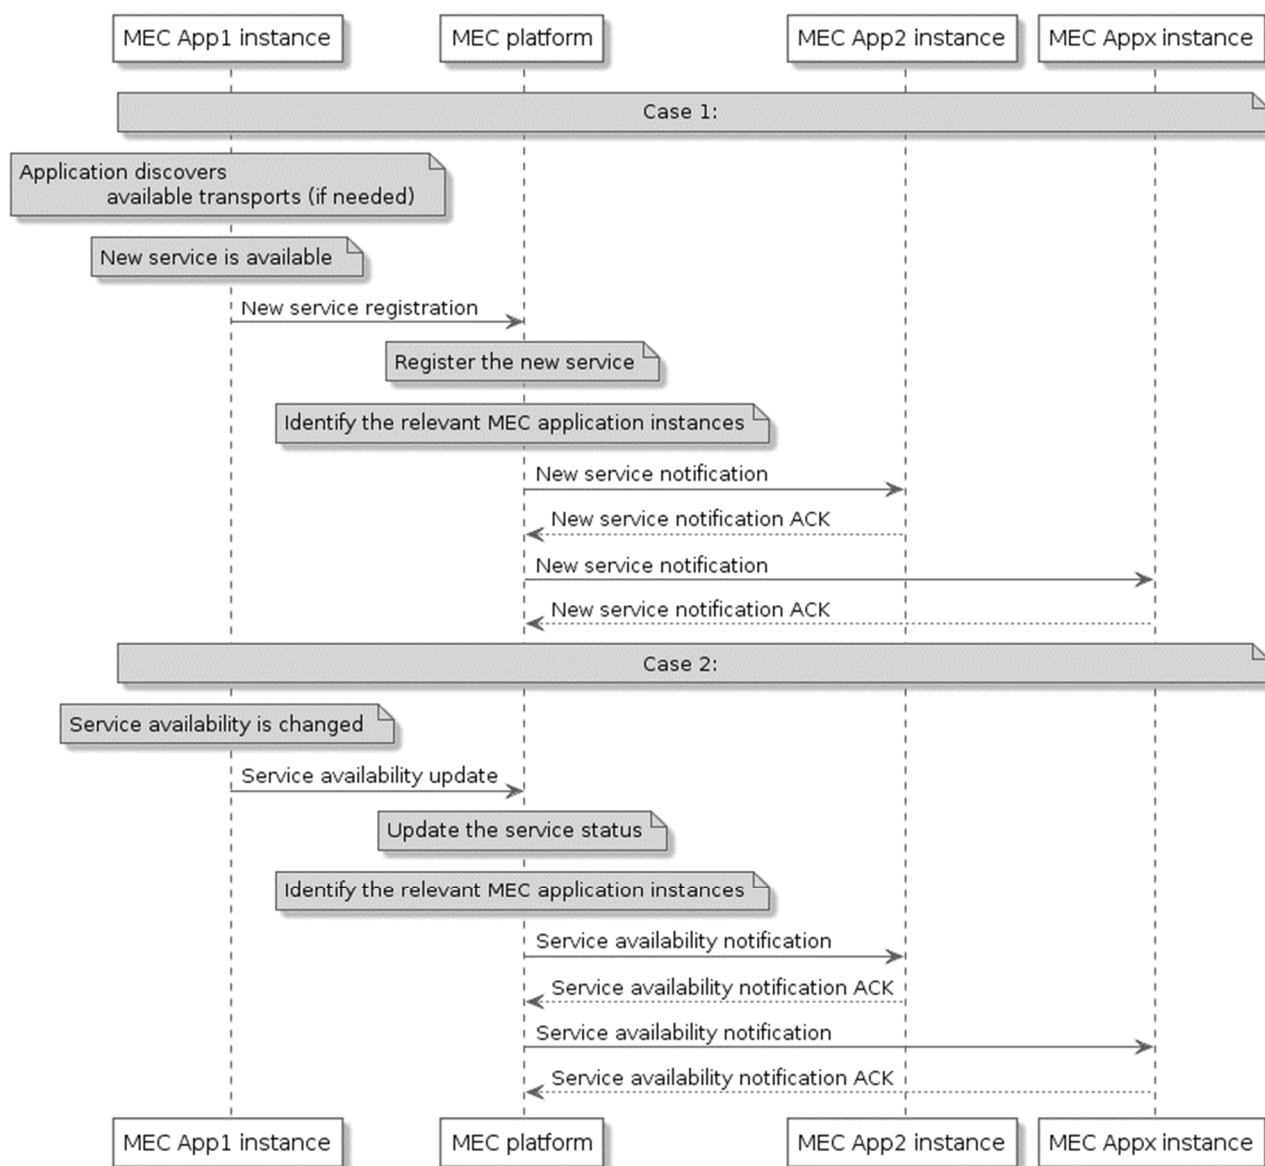 MEC App1 instance
MEC platform
MEC App2 instance
MEC Appx instance
Case 1:
Application discovers
available transports (if needed)
New service is available
New service registration
Register the new service
Identify the relevant MEC application instances
New service notification
New service notification ACK
New service notification
New service notification ACK
Case 2:
Service availability is changed
Service availability update
Update the service status
Identify the relevant MEC application instances
Service availability notification
Service availability notification ACK
Service availability notification
Service availability notification ACK
MEC App1 instance
MEC platform
MEC App2 instance
MEC Appx instance